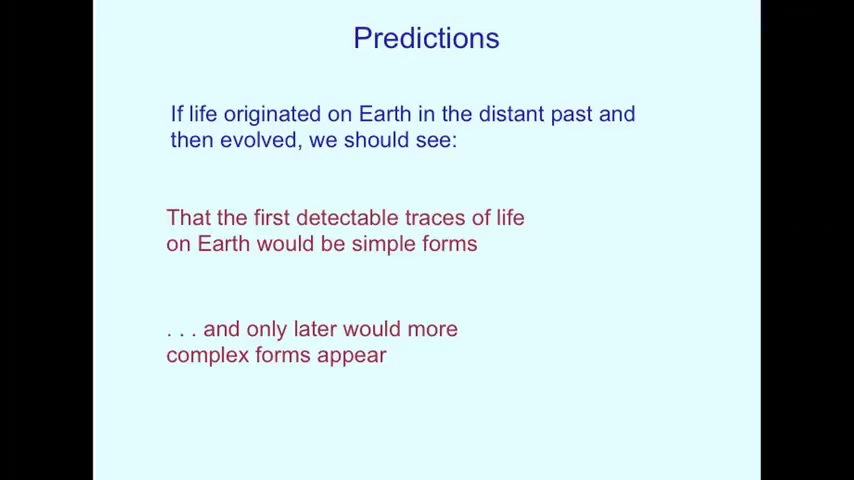 Predictions
If life originated on Earth in the distant past and
then evolved, we should see:
That the first detectable traces of life
on Earth would be simple forms
. . . and only later would more
complex forms appear